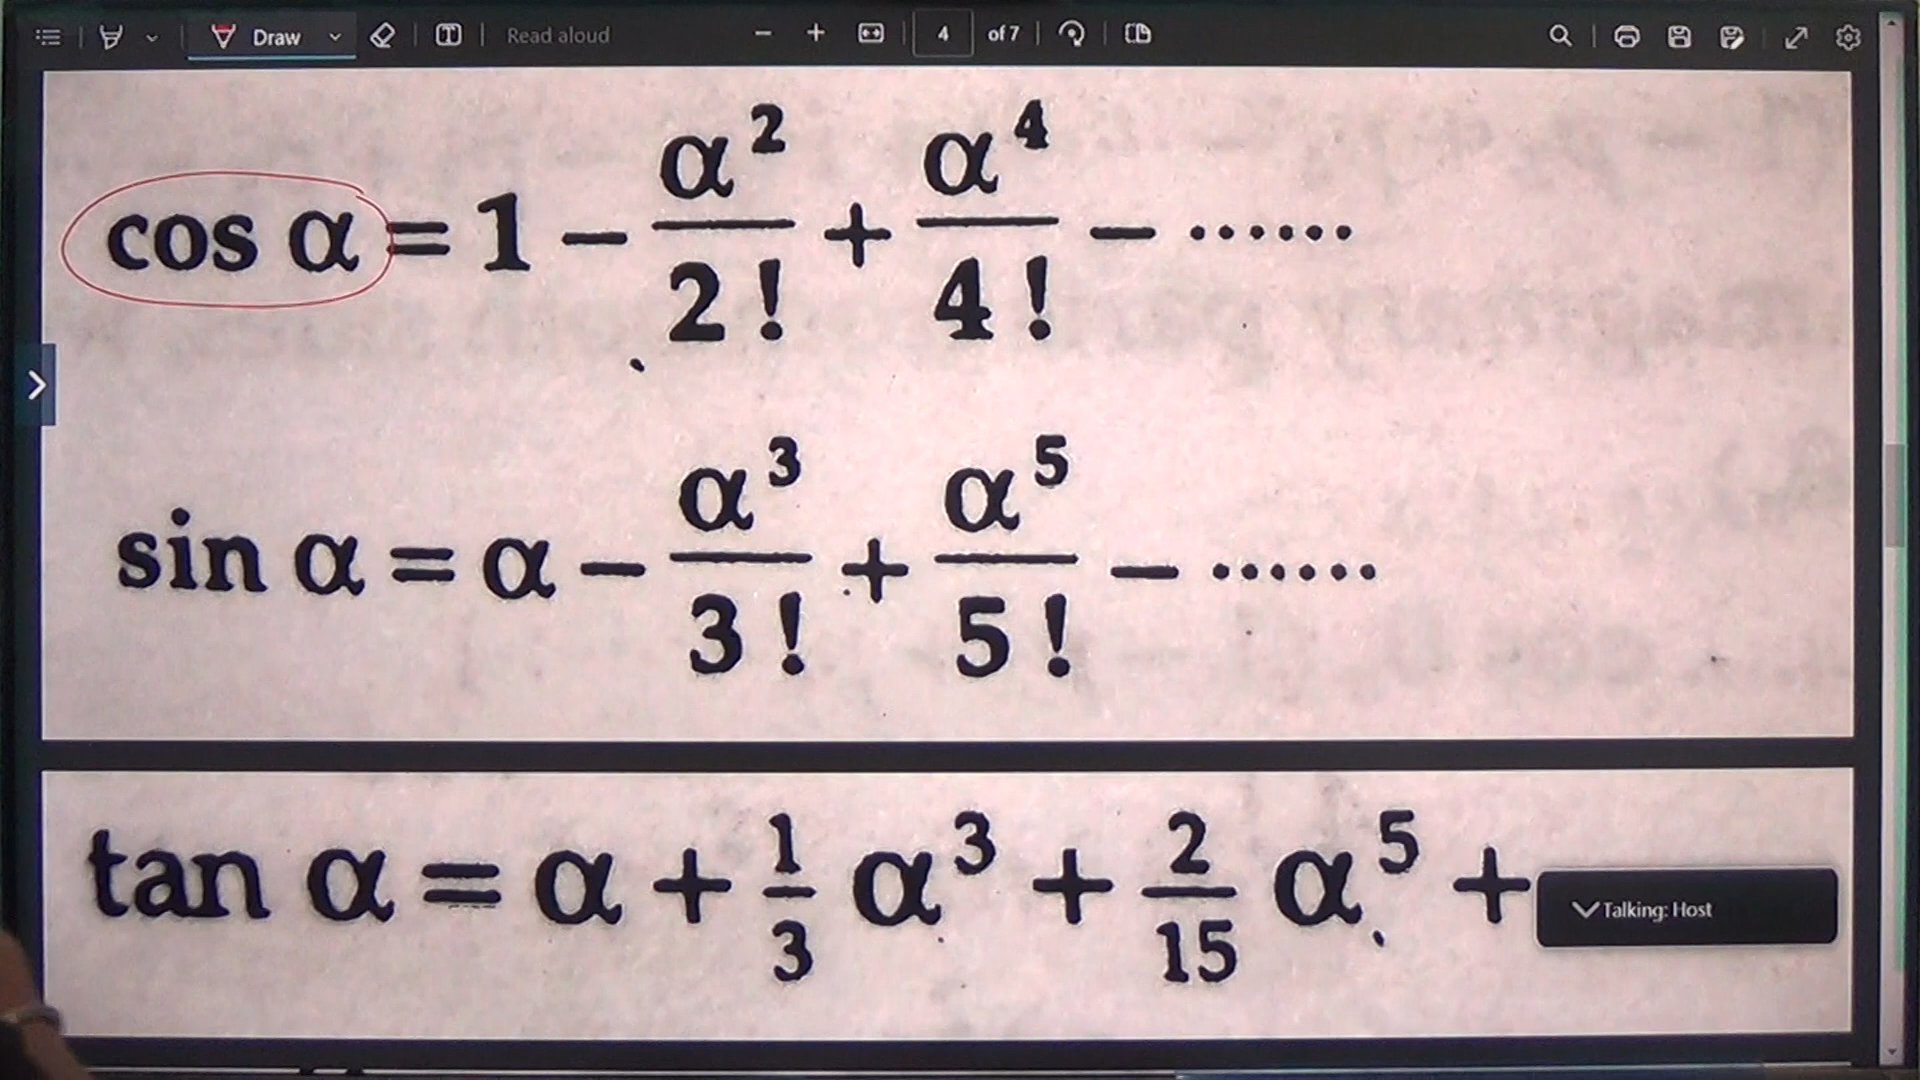 Draw
Read aloud
4 of 7
cos α = 1 − α²/2! + α⁴/4! − ······
sin α = α − α³/3! + α⁵/5! − ······
tan α = α + 1/3 α³ + 2/15 α⁵ +
Talking: Host